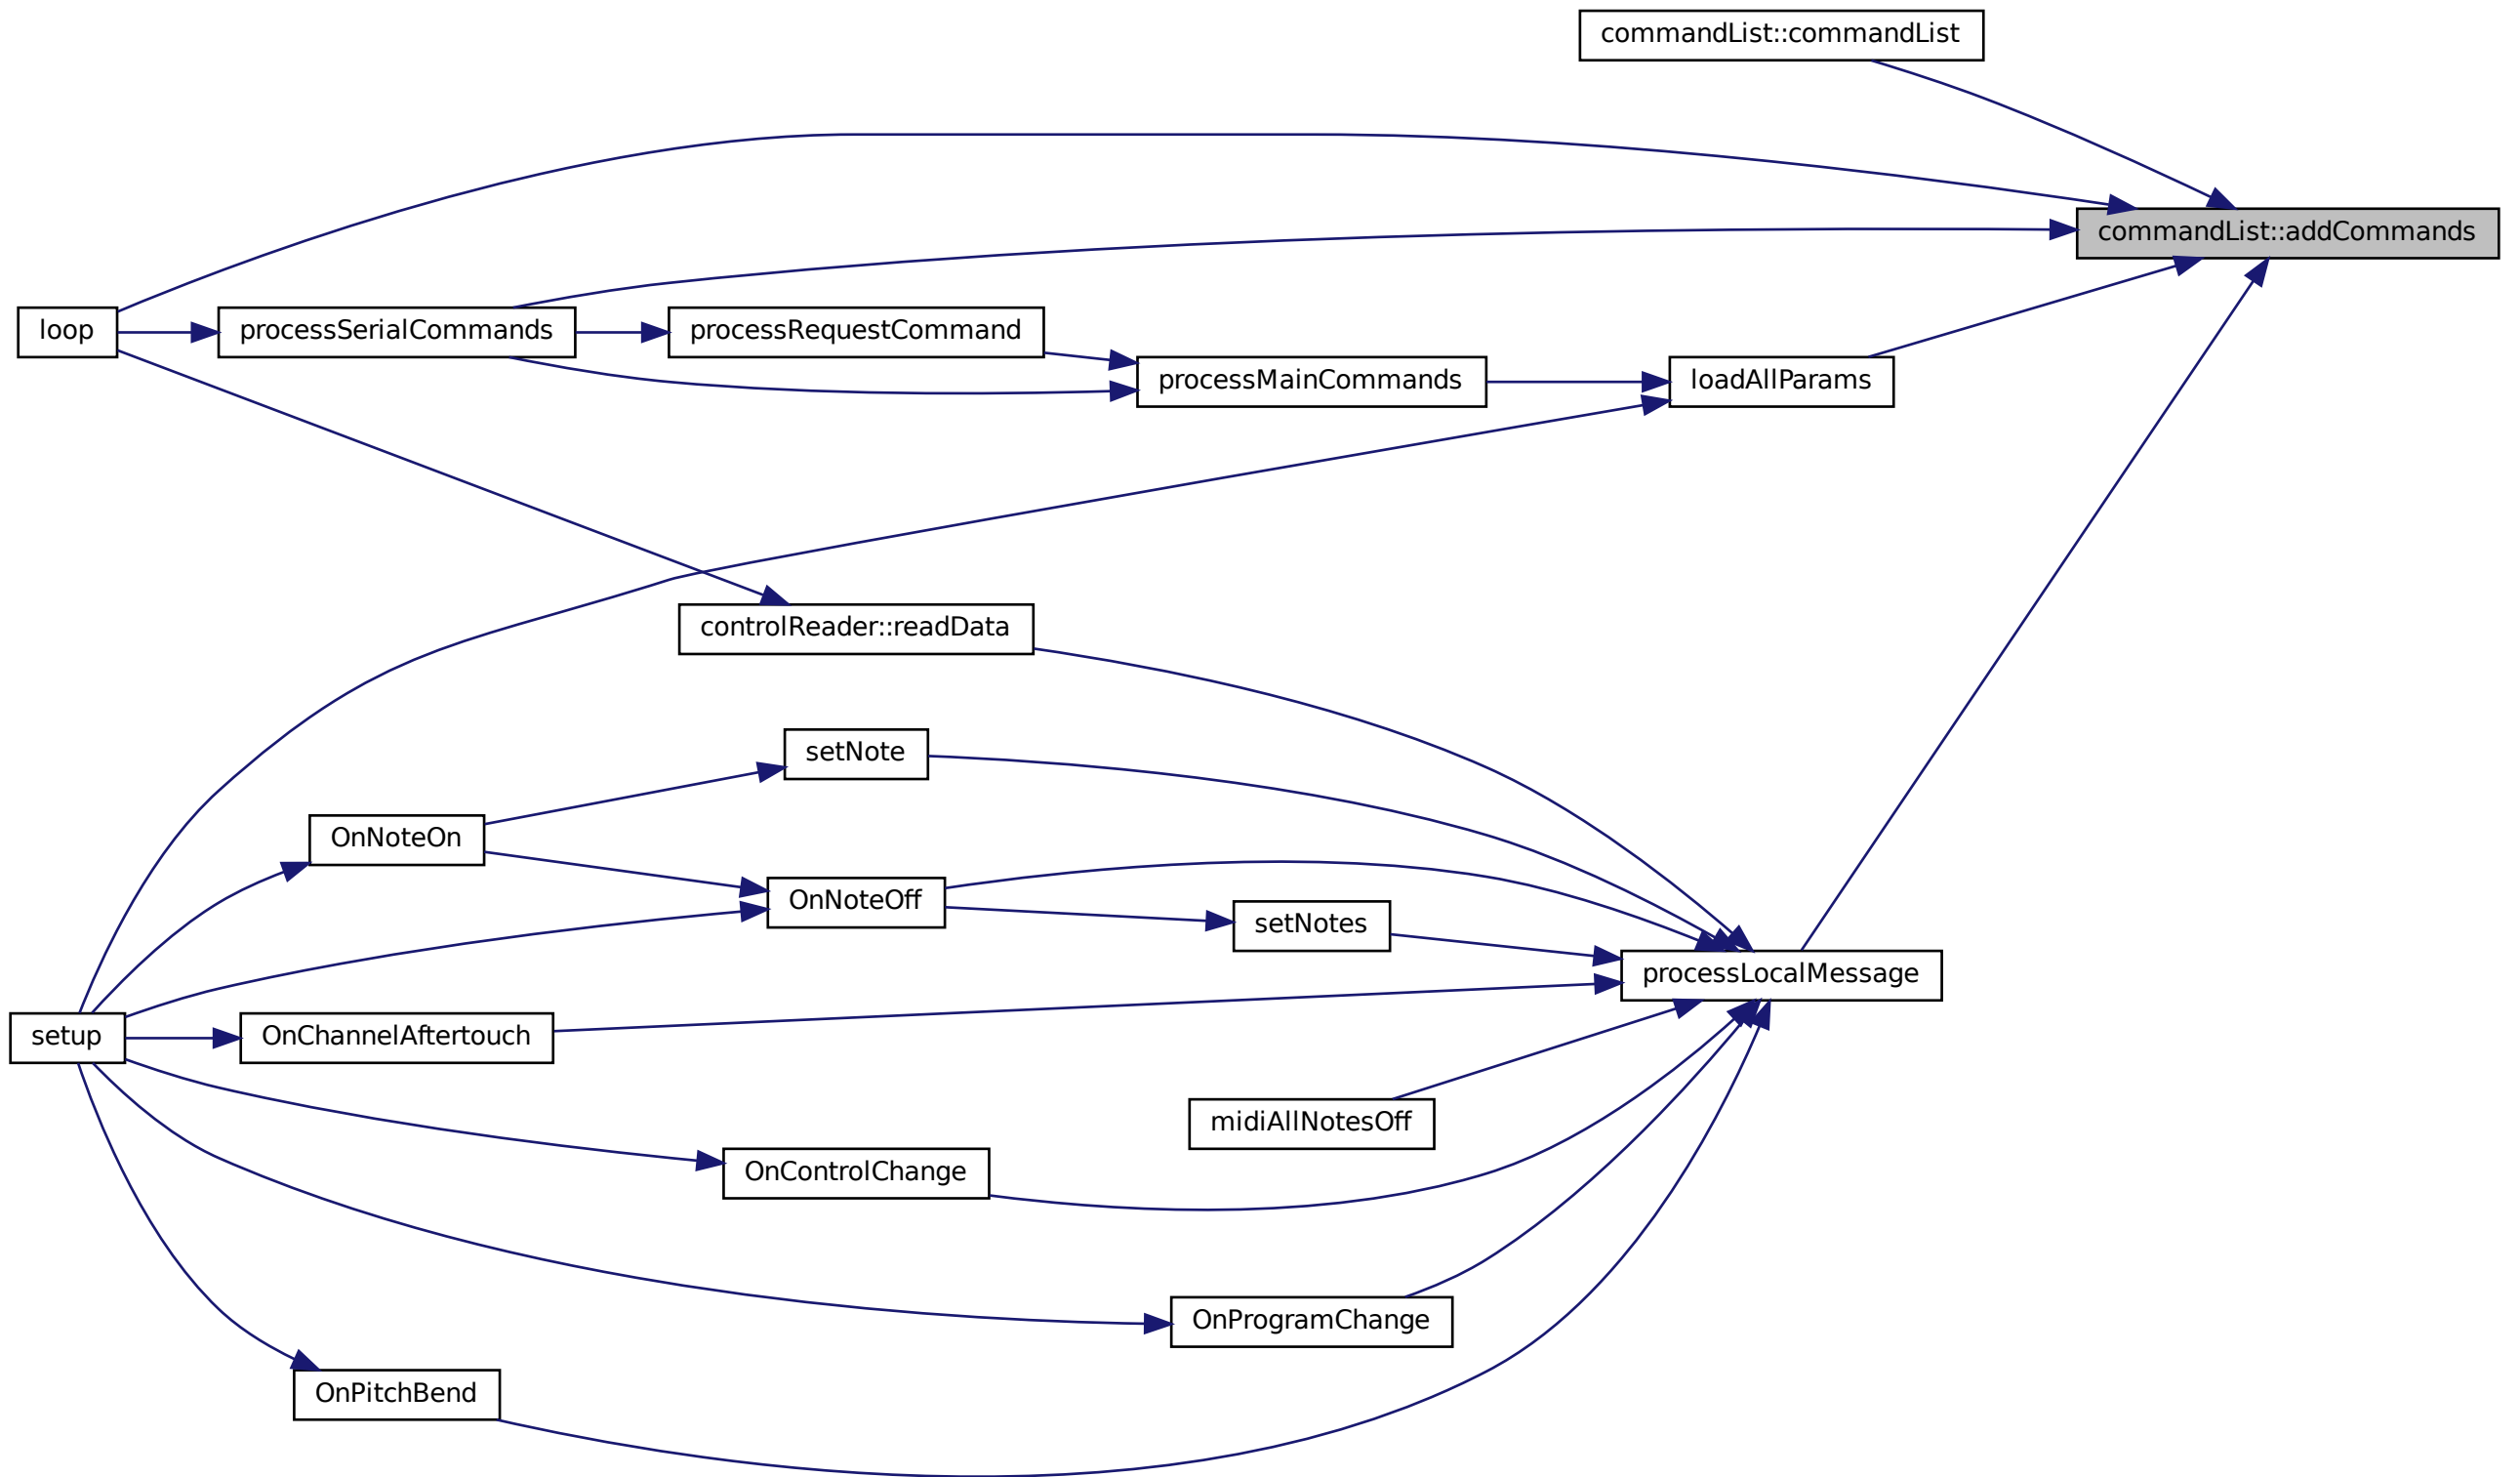 commandList::commandList
commandList::addCommands
loop
processSerialCommands
processRequestCommand
processMainCommands
loadAllParams
controlReader::readData
setNote
OnNoteOn
OnNoteOff
setNotes
processLocalMessage
setup
OnChannelAftertouch
midiAllNotesOff
OnControlChange
OnProgramChange
OnPitchBend